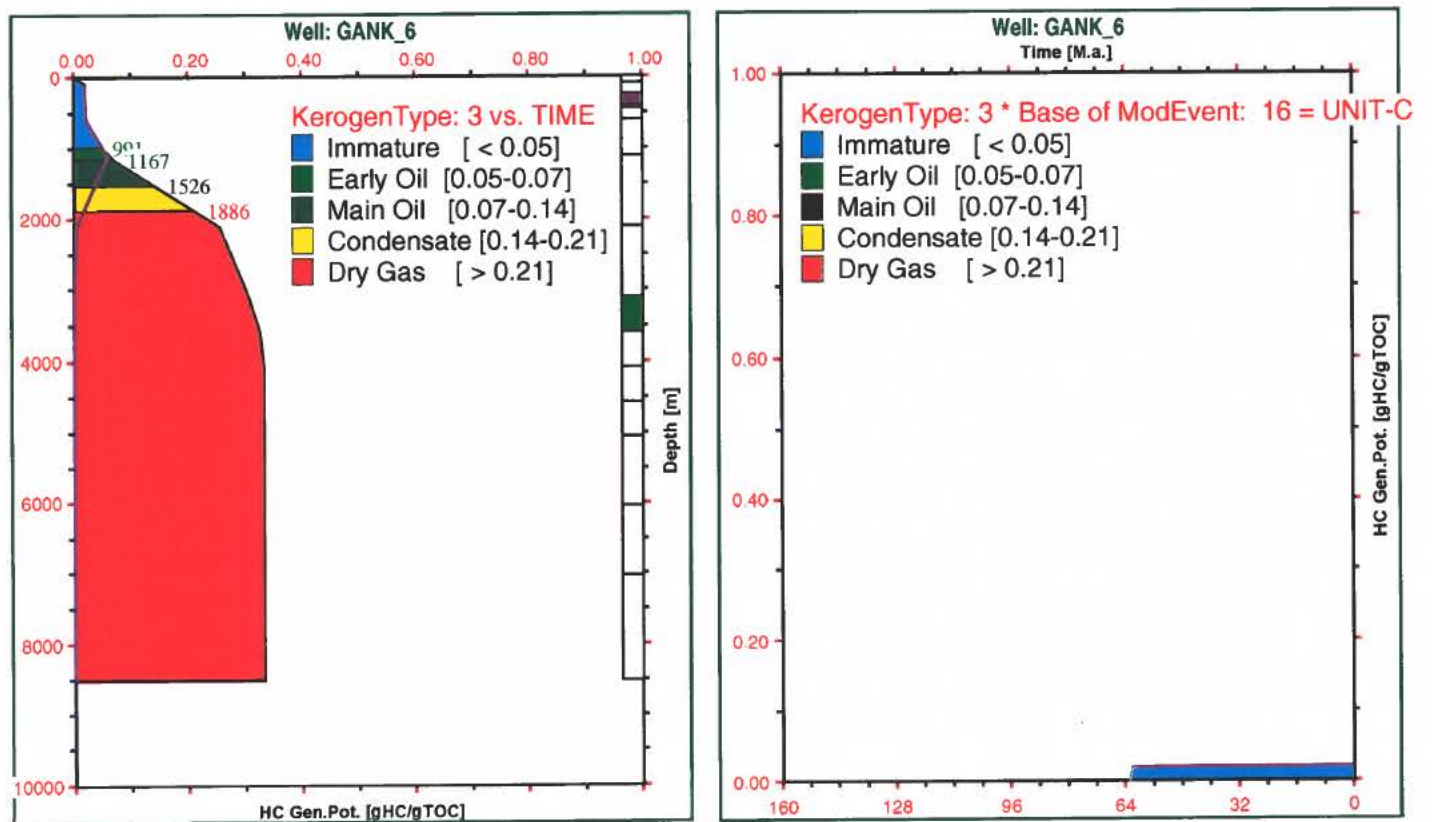 Well: GANK_6
0.00 0.20 0.40 0.60 0.80 1.00
0
2000
4000
6000
8000
10000
KerogenType: 3 vs. TIME
Immature [ < 0.05]
Early Oil [0.05-0.07]
Main Oil [0.07-0.14]
Condensate [0.14-0.21]
Dry Gas [ > 0.21]
991
1167
1526
1886
Depth [m]
HC Gen.Pot. [gHC/gTOC]
Well: GANK_6
Time [M.a.]
1.00
0.80
0.60
0.40
0.20
0.00
KerogenType: 3 * Base of ModEvent: 16 = UNIT-C
Immature [ < 0.05]
Early Oil [0.05-0.07]
Main Oil [0.07-0.14]
Condensate [0.14-0.21]
Dry Gas [ > 0.21]
HC Gen.Pot. [gHC/gTOC]
160 128 96 64 32 0